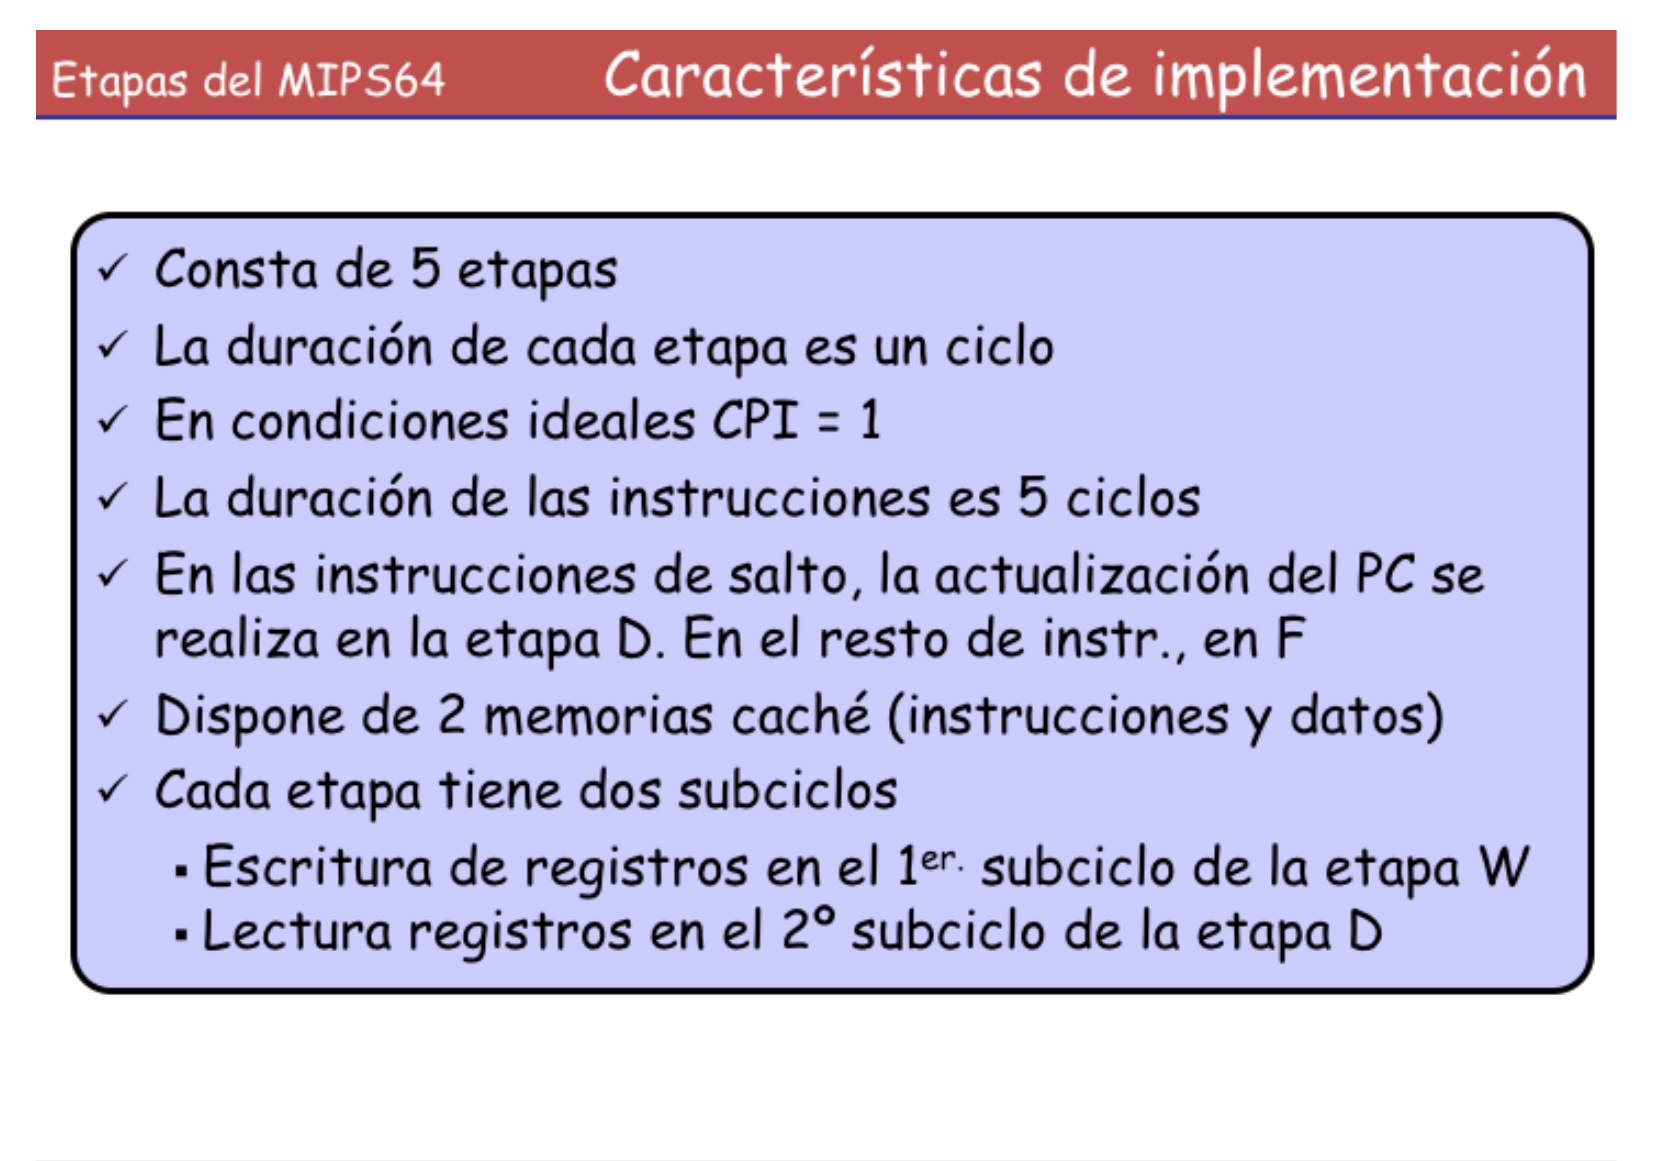 Etapas del MIPS64 Características de implementación
✓ Consta de 5 etapas
✓ La duración de cada etapa es un ciclo
✓ En condiciones ideales CPI = 1
✓ La duración de las instrucciones es 5 ciclos
✓ En las instrucciones de salto, la actualización del PC se
realiza en la etapa D. En el resto de instr., en F
✓ Dispone de 2 memorias caché (instrucciones y datos)
✓ Cada etapa tiene dos subciclos
▪ Escritura de registros en el 1er. subciclo de la etapa W
▪ Lectura registros en el 2º subciclo de la etapa D